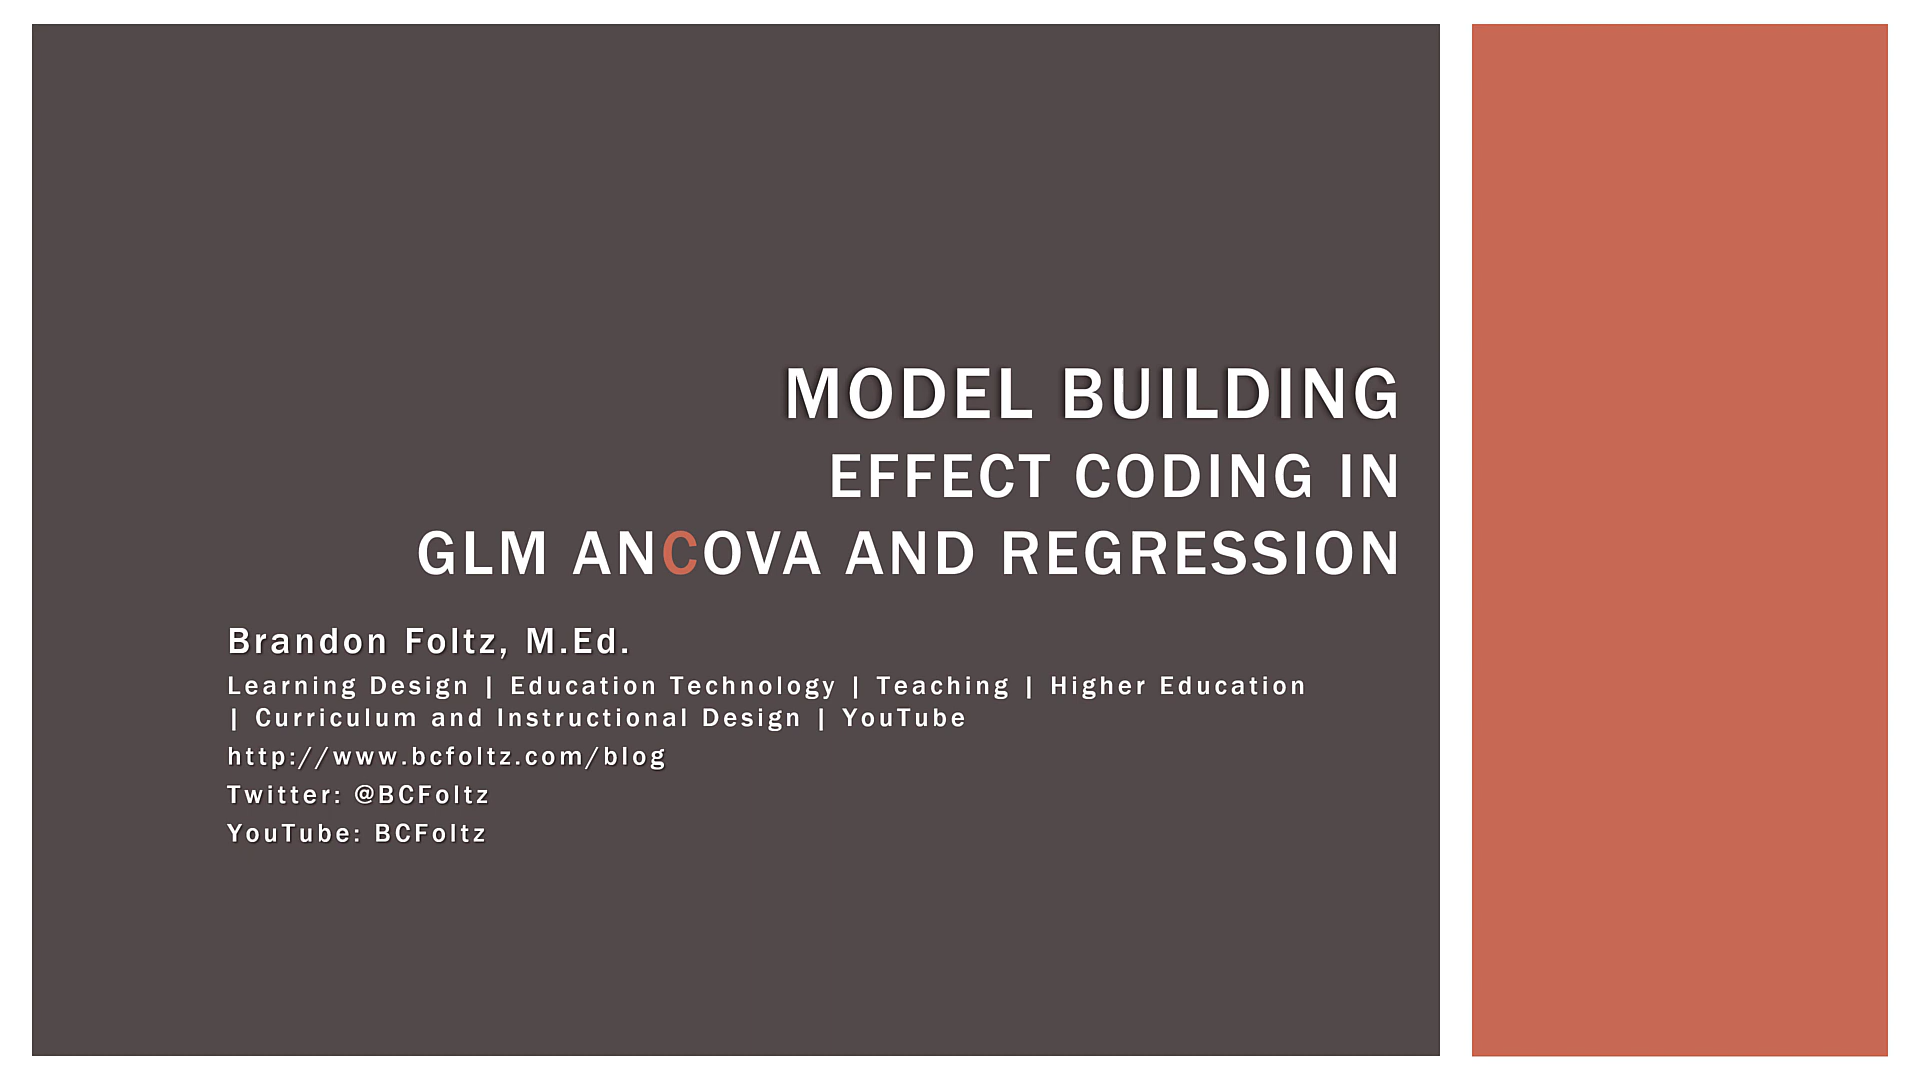 MODEL BUILDING
EFFECT CODING IN
GLM ANCOVA AND REGRESSION
Brandon Foltz, M.Ed.
Learning Design | Education Technology | Teaching | Higher Education
| Curriculum and Instructional Design | YouTube
http://www.bcfoltz.com/blog
Twitter: @BCFoltz
YouTube: BCFoltz